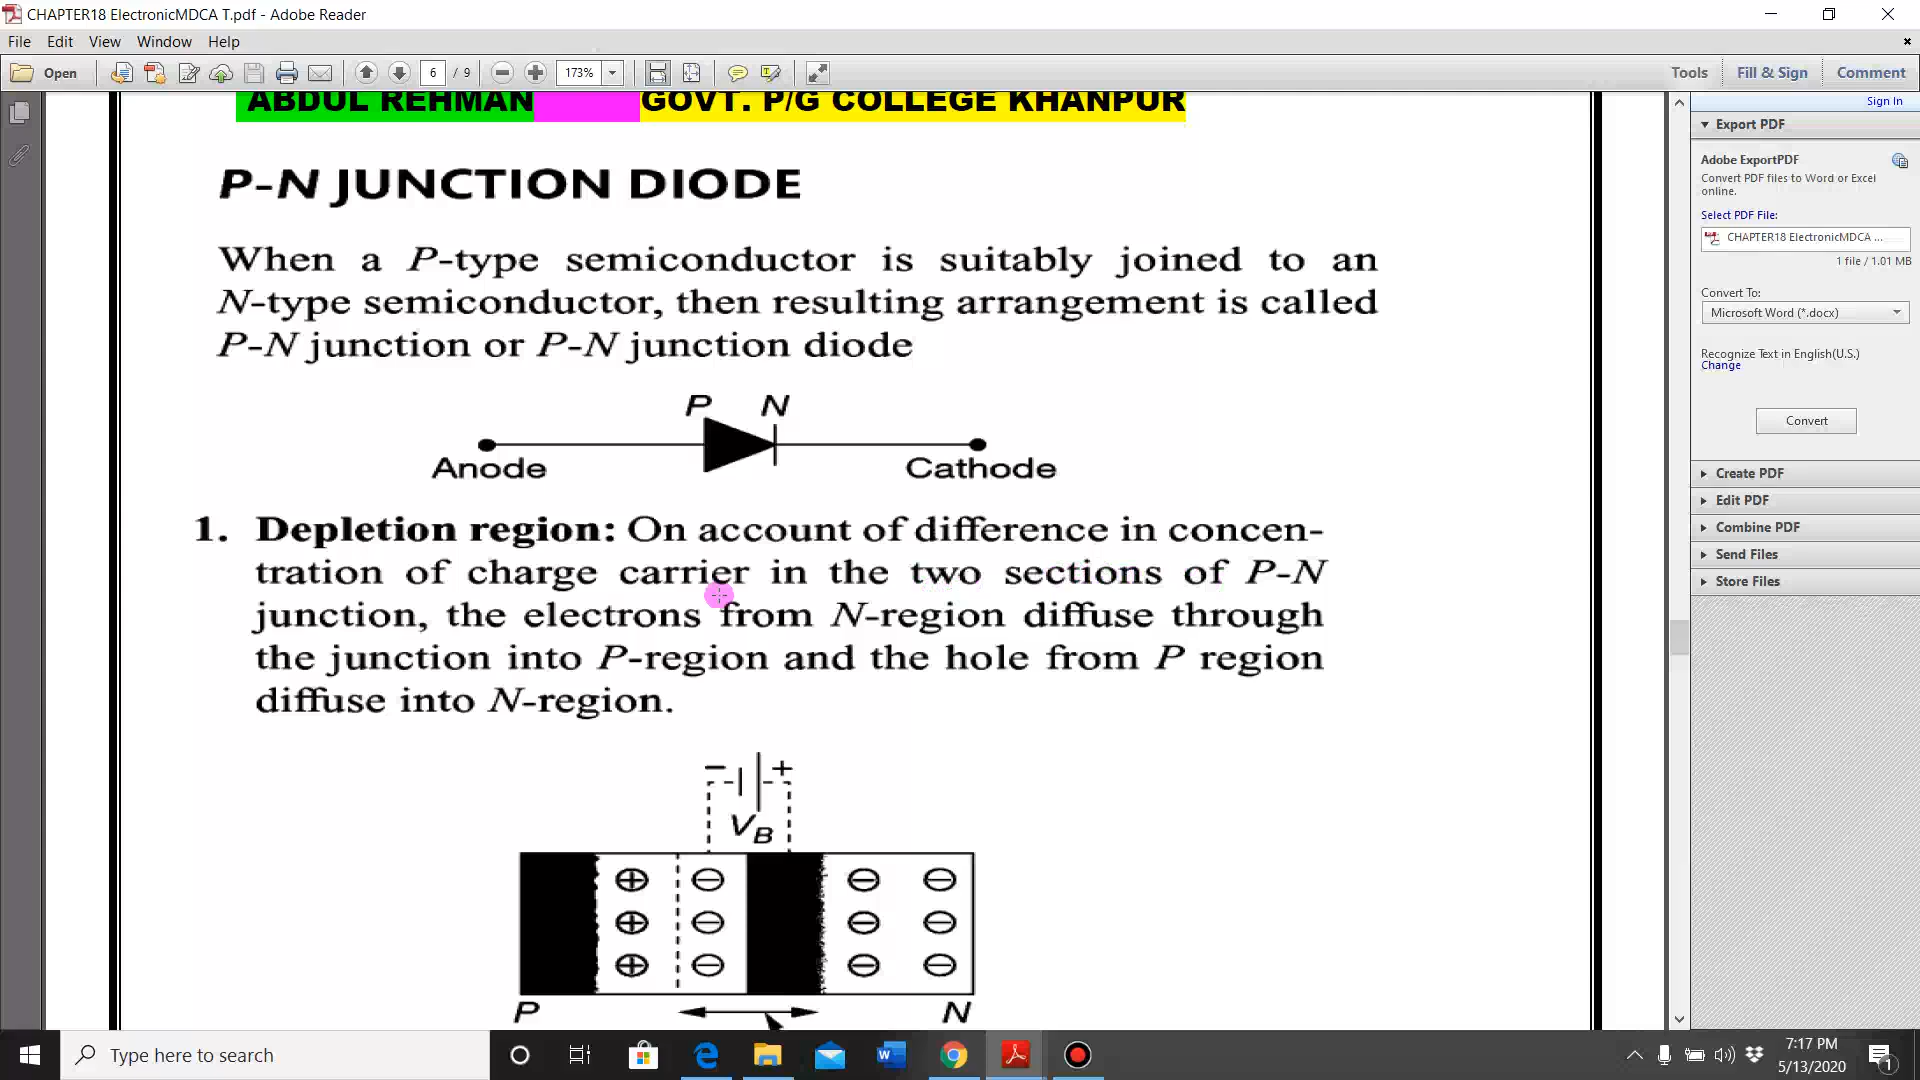 CHAPTER18 ElectronicMDCA T.pdf - Adobe Reader
File Edit View Window Help
Open 6 / 9 173% Tools Fill & Sign Comment
Sign In
Export PDF
Adobe ExportPDF
Convert PDF files to Word or Excel
online.
Select PDF File:
CHAPTER18 ElectronicMDCA ...
1 file / 1.01 MB
Convert To:
Microsoft Word (*.docx)
Recognize Text in English(U.S.)
Change
Convert
Create PDF
Edit PDF
Combine PDF
Send Files
Store Files
ABDUL REHMAN GOVT. P/G COLLEGE KHANPUR
P-N JUNCTION DIODE
When a P-type semiconductor is suitably joined to an
N-type semiconductor, then resulting arrangement is called
P-N junction or P-N junction diode
P N
Anode Cathode
1. Depletion region: On account of difference in concen-
tration of charge carrier in the two sections of P-N
junction, the electrons from N-region diffuse through
the junction into P-region and the hole from P region
diffuse into N-region.
− +
VB
P N
Type here to search
7:17 PM
5/13/2020
1